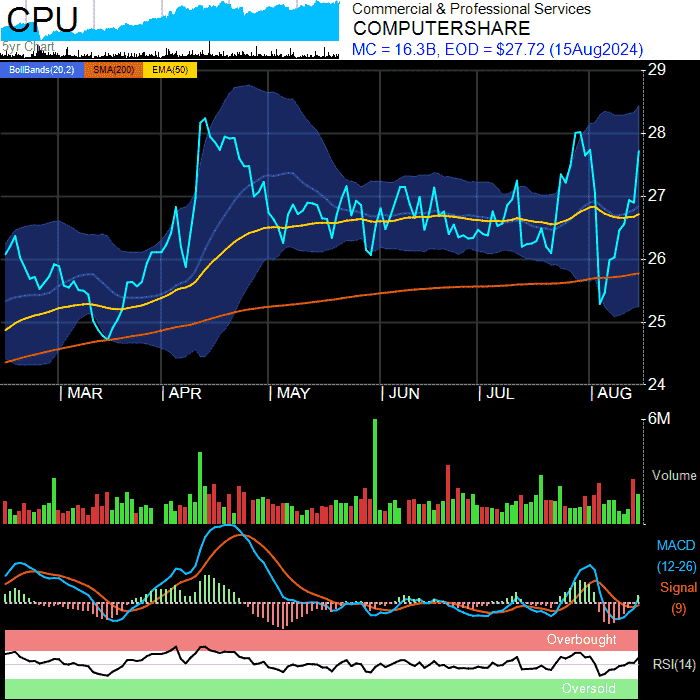 CPU
5yr Chart
Commercial & Professional Services
COMPUTERSHARE
MC = 16.3B, EOD = $27.72 (15Aug2024)
BollBands(20,2) SMA(200) EMA(50)
29
28
27
26
25
24
MAR APR MAY JUN JUL AUG
6M
Volume
MACD
(12-26)
Signal
(9)
Overbought
RSI(14)
Oversold